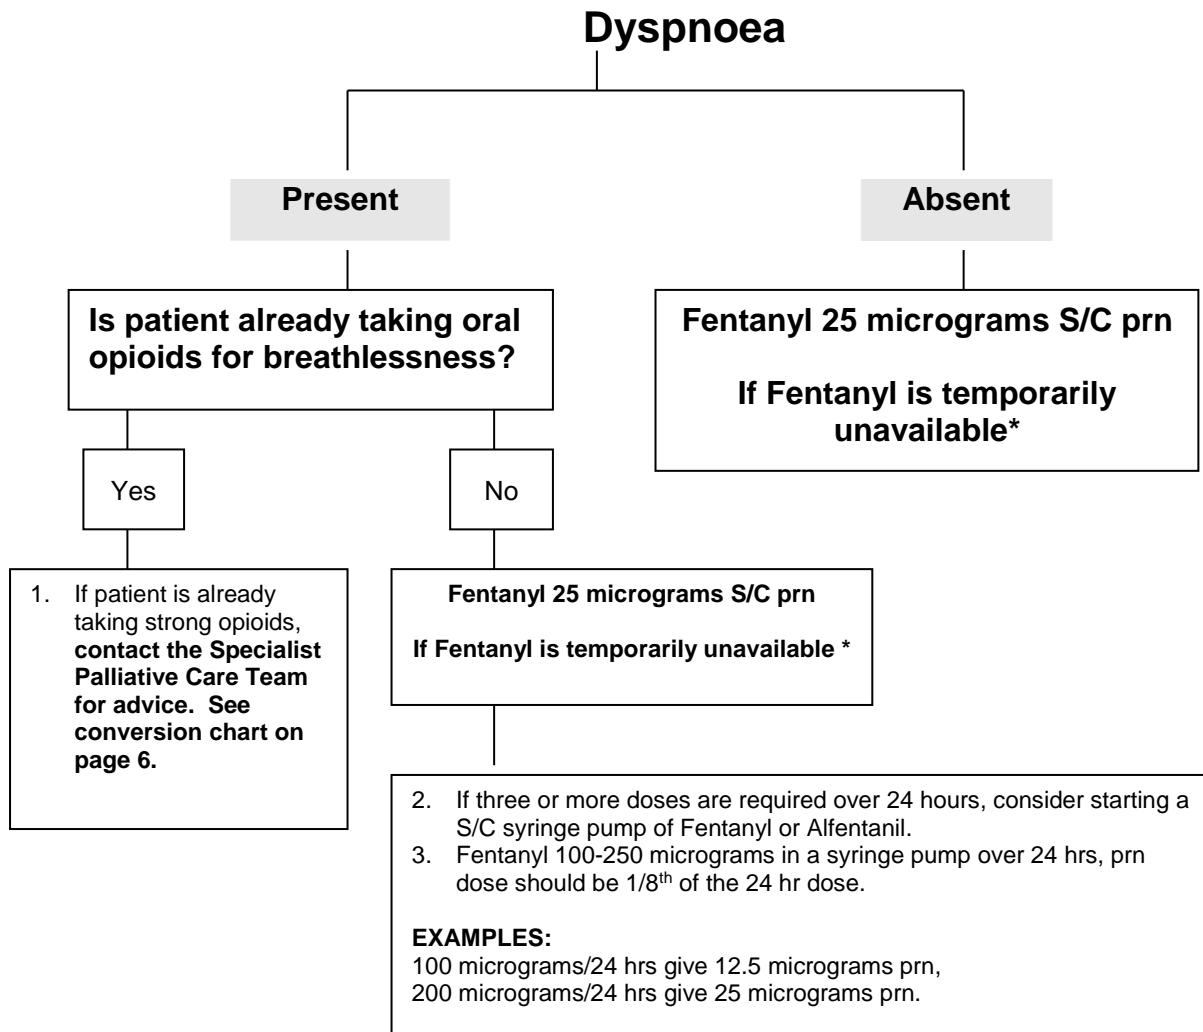 Dyspnoea
Present
Absent
Is patient already taking oral
opioids for breathlessness?
Fentanyl 25 micrograms S/C prn
If Fentanyl is temporarily
unavailable*
Yes
No
1. If patient is already
taking strong opioids,
contact the Specialist
Palliative Care Team
for advice. See
conversion chart on
page 6.
Fentanyl 25 micrograms S/C prn
If Fentanyl is temporarily unavailable *
2. If three or more doses are required over 24 hours, consider starting a
S/C syringe pump of Fentanyl or Alfentanil.
3. Fentanyl 100-250 micrograms in a syringe pump over 24 hrs, prn
dose should be 1/8th of the 24 hr dose.
EXAMPLES:
100 micrograms/24 hrs give 12.5 micrograms prn,
200 micrograms/24 hrs give 25 micrograms prn.